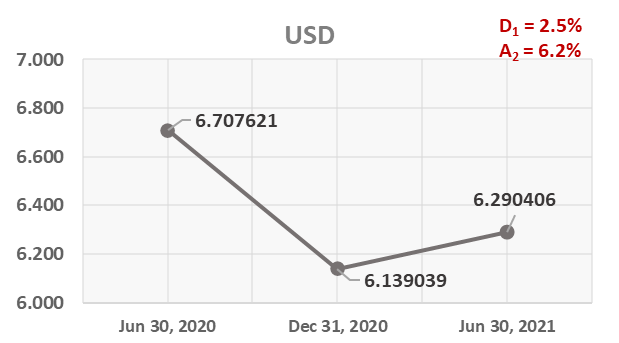 USD
D₁ = 2.5%
A₂ = 6.2%
7.000
6.800
6.600
6.400
6.200
6.000
6.707621
6.139039
6.290406
Jun 30, 2020
Dec 31, 2020
Jun 30, 2021